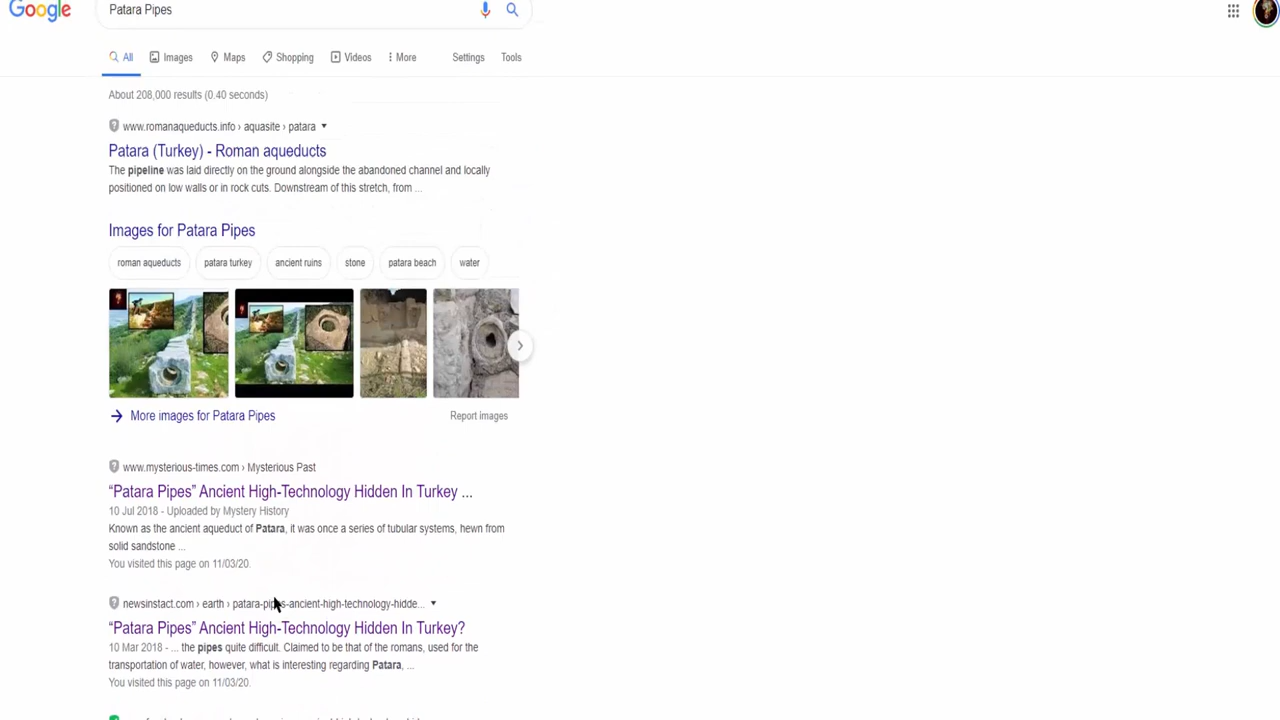 Google
Patara Pipes
All Images Maps Shopping Videos More Settings Tools
About 208,000 results (0.40 seconds)
www.romanaqueducts.info › aquasite › patara
Patara (Turkey) - Roman aqueducts
The pipeline was laid directly on the ground alongside the abandoned channel and locally
positioned on low walls or in rock cuts. Downstream of this stretch, from ...
Images for Patara Pipes
roman aqueducts patara turkey ancient ruins stone patara beach water
More images for Patara Pipes Report images
www.mysterious-times.com › Mysterious Past
“Patara Pipes” Ancient High-Technology Hidden In Turkey ...
10 Jul 2018 - Uploaded by Mystery History
Known as the ancient aqueduct of Patara, it was once a series of tubular systems, hewn from
solid sandstone ...
You visited this page on 11/03/20.
newsinstact.com › earth › patara-pipes-ancient-high-technology-hidde...
“Patara Pipes” Ancient High-Technology Hidden In Turkey?
10 Mar 2018 - ... the pipes quite difficult. Claimed to be that of the romans, used for the
transportation of water, however, what is interesting regarding Patara, ...
You visited this page on 11/03/20.